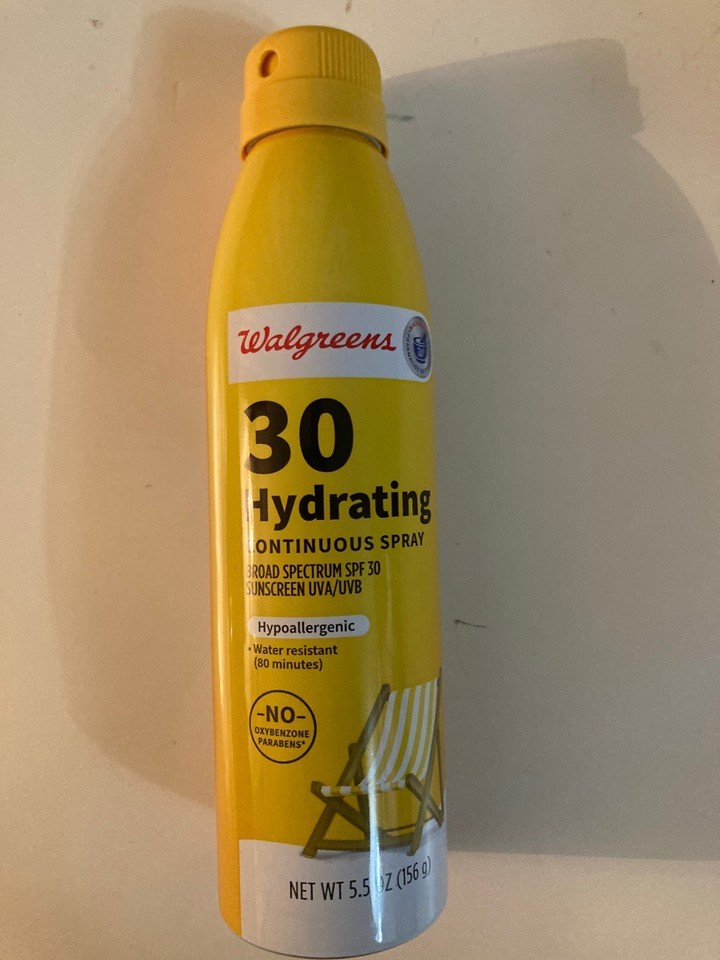 Walgreens
30
Hydrating
CONTINUOUS SPRAY
BROAD SPECTRUM SPF 30
SUNSCREEN UVA/UVB
Hypoallergenic
• Water resistant
(80 minutes)
-NO-
OXYBENZONE
PARABENS*
NET WT 5.5 OZ (156 g)